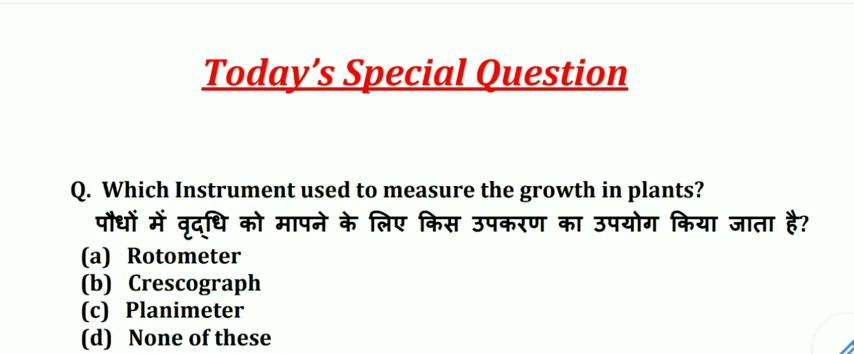 Today's Special Question
Q. Which Instrument used to measure the growth in plants?
पौधों में वृद्धि को मापने के लिए किस उपकरण का उपयोग किया जाता है?
(a) Rotometer
(b) Crescograph
(c) Planimeter
(d) None of these